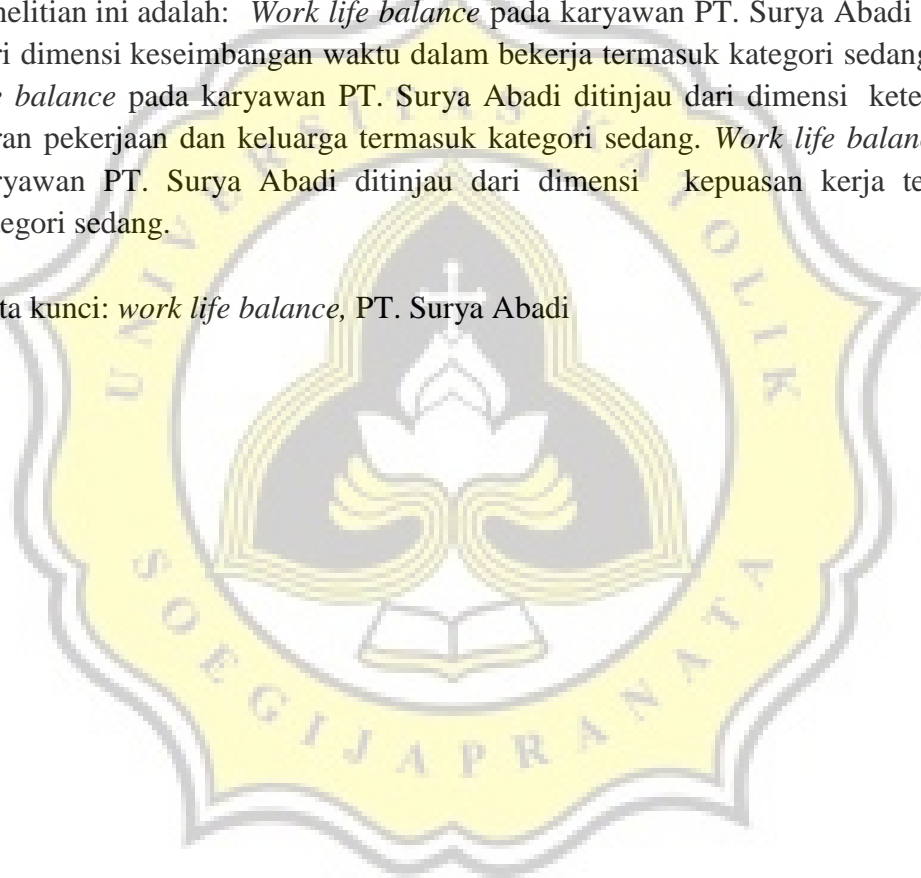 nelitian ini adalah: Work life balance pada karyawan PT. Surya Abadi
ri dimensi keseimbangan waktu dalam bekerja termasuk kategori sedang
e balance pada karyawan PT. Surya Abadi ditinjau dari dimensi kete
ran pekerjaan dan keluarga termasuk kategori sedang. Work life balan
ryawan PT. Surya Abadi ditinjau dari dimensi kepuasan kerja te
egori sedang.
ta kunci: work life balance, PT. Surya Abadi
UNIVERSITAS KATOLIK
SOEGIJAPRANATA